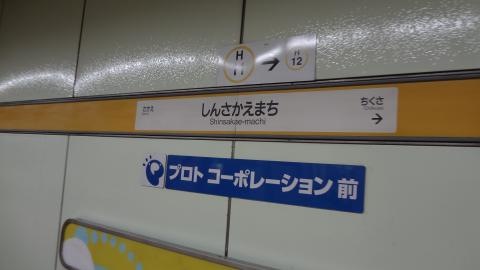 H
11
→
H
12
さかえ
しんさかえまち
Shinsakae-machi
ちくさ
Chikusa
→
プロト コーポレーション 前